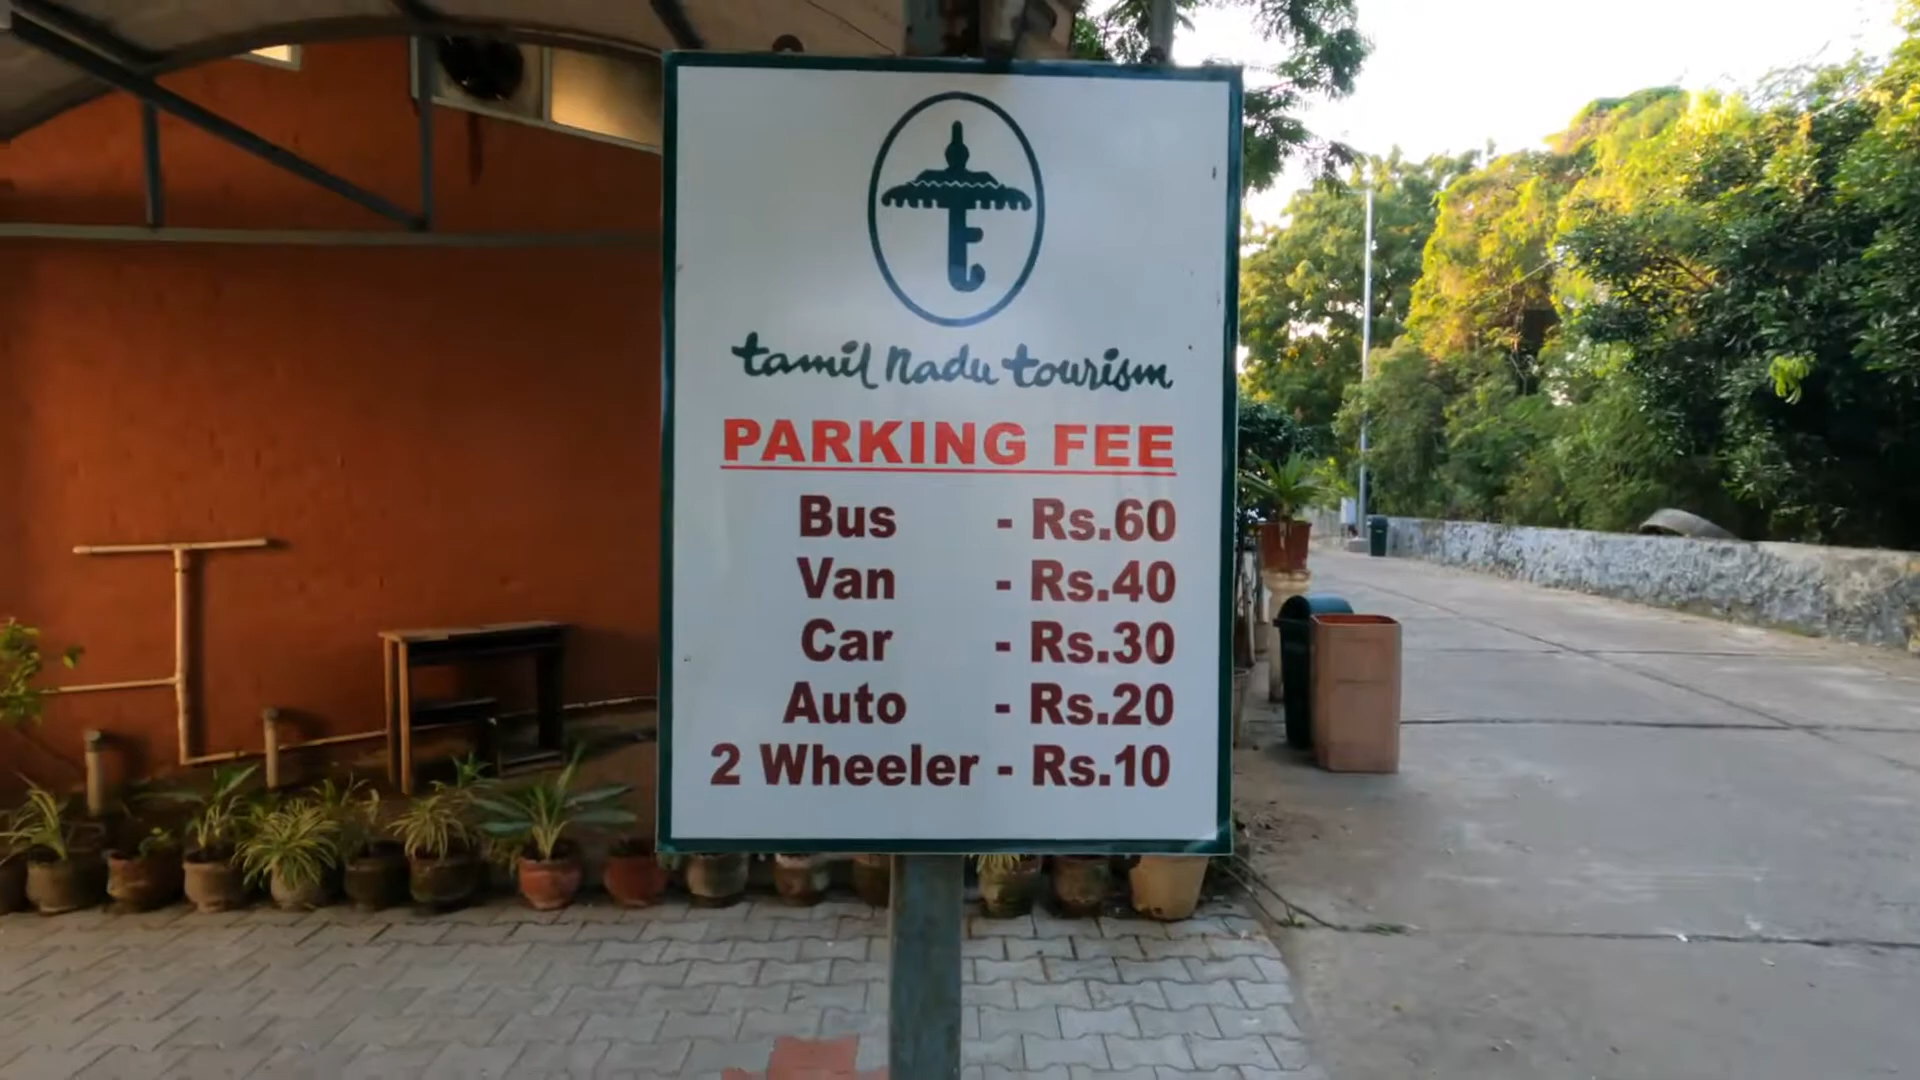 tamil nadu tourism
PARKING FEE
Bus - Rs.60
Van - Rs.40
Car - Rs.30
Auto - Rs.20
2 Wheeler - Rs.10